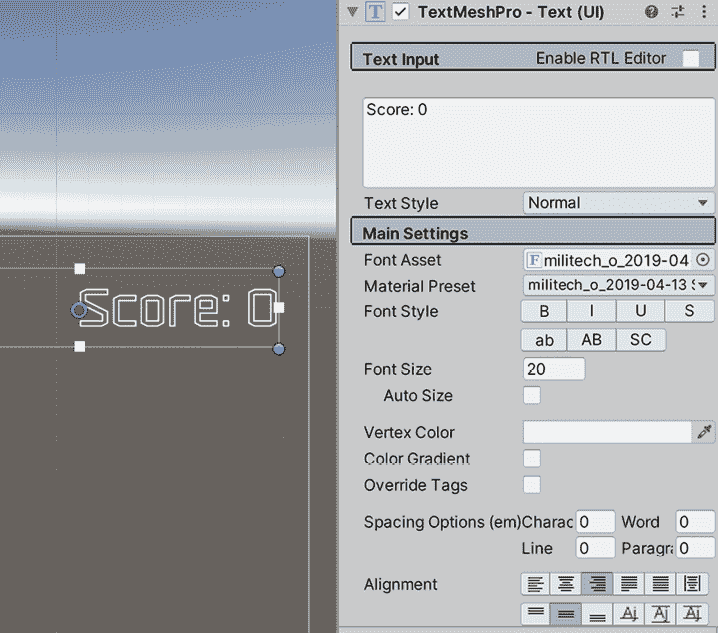 TextMeshPro - Text (UI)
Text Input Enable RTL Editor
Score: 0
Text Style Normal
Main Settings
Font Asset F militech_o_2019-04
Score: 0
Material Preset militech_o_2019-04-13
Font Style B I U S
ab AB SC
Font Size 20
Auto Size
Vertex Color
Color Gradient
Override Tags
Spacing Options (em) Charac 0 Word 0
Line 0 Paragra 0
Alignment